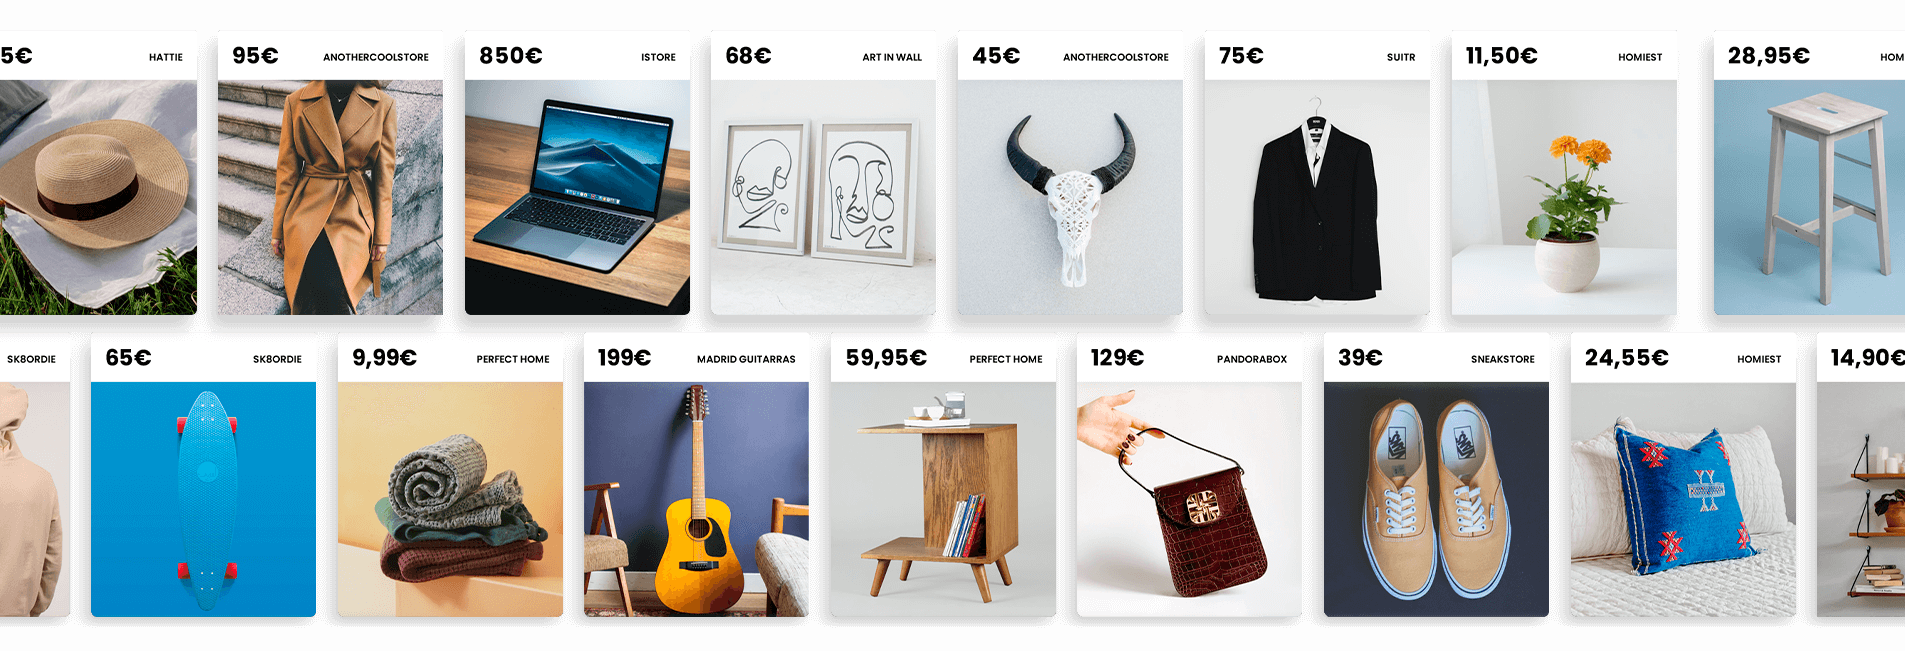 5€ HATTIE
95€ ANOTHERCOOLSTORE
850€ ISTORE
68€ ART IN WALL
45€ ANOTHERCOOLSTORE
75€ SUITR
11,50€ HOMIEST
28,95€ HOM
SK8ORDIE
65€ SK8ORDIE
9,99€ PERFECT HOME
199€ MADRID GUITARRAS
59,95€ PERFECT HOME
129€ PANDORABOX
39€ SNEAKSTORE
24,55€ HOMIEST
14,90€